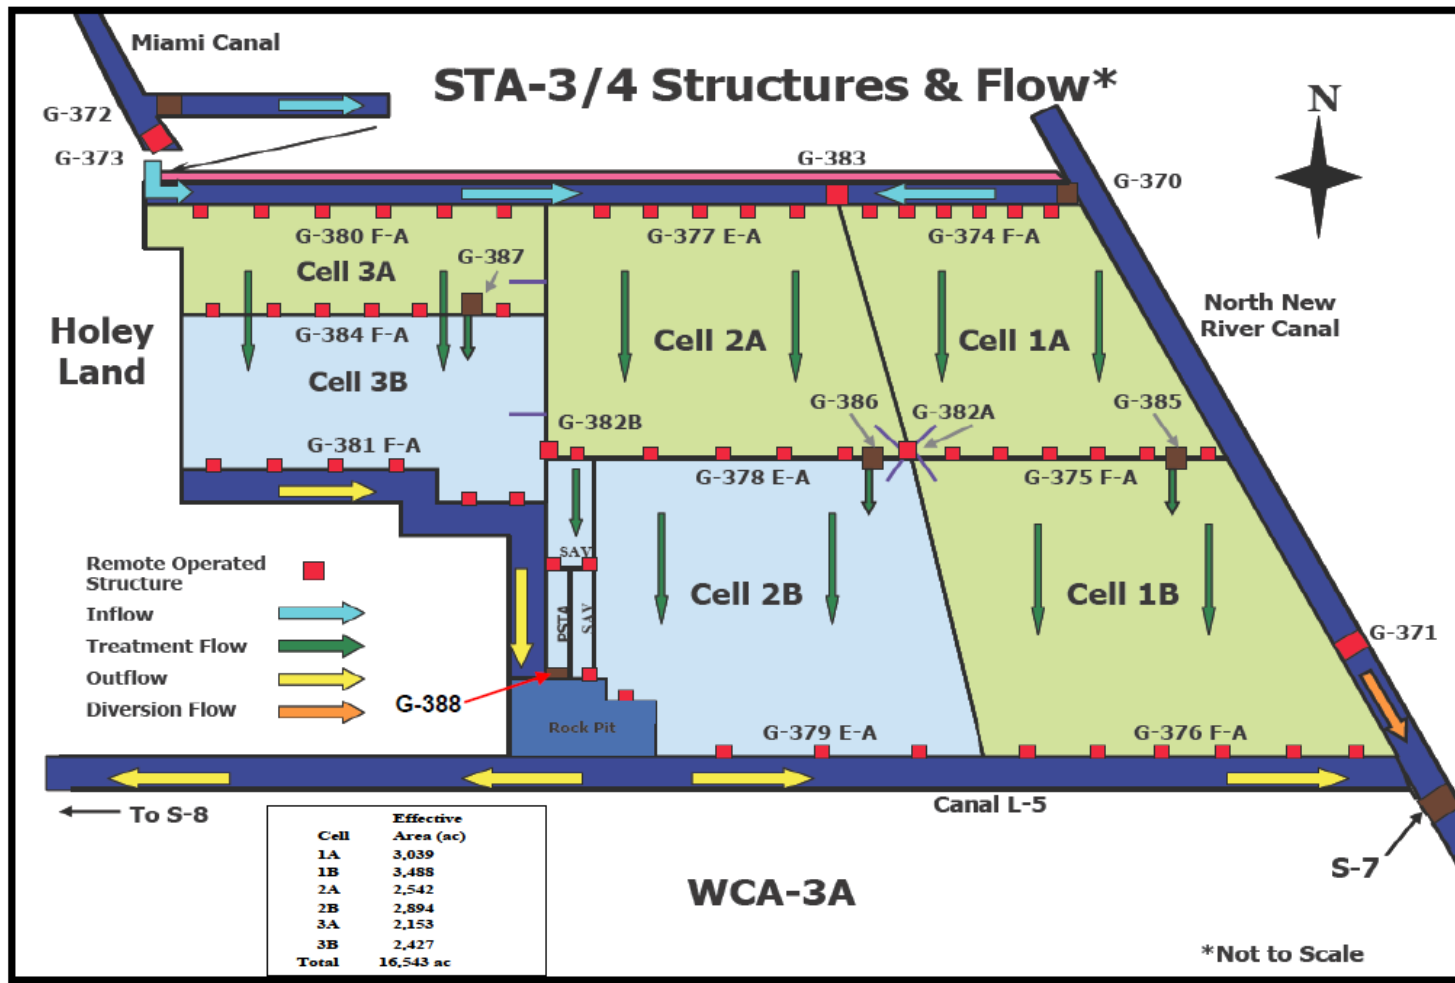 Miami Canal
STA-3/4 Structures & Flow*
N
G-372
G-373
G-383
G-370
G-380 F-A
G-377 E-A
G-374 F-A
G-387
Cell 3A
North New
River Canal
Holey
Land
G-384 F-A
Cell 2A
Cell 1A
Cell 3B
G-386
G-382A
G-385
G-382B
G-381 F-A
G-378 E-A
G-375 F-A
SAV
Remote Operated
Structure
Inflow
Treatment Flow
Outflow
Diversion Flow
PSTA
SAV
Cell 2B
Cell 1B
G-371
G-388
Rock Pit
G-379 E-A
G-376 F-A
To S-8
Canal L-5
S-7
Effective
Cell Area (ac)
1A 3,039
1B 3,488
2A 2,542
2B 2,894
3A 2,153
3B 2,427
Total 16,543 ac
WCA-3A
*Not to Scale